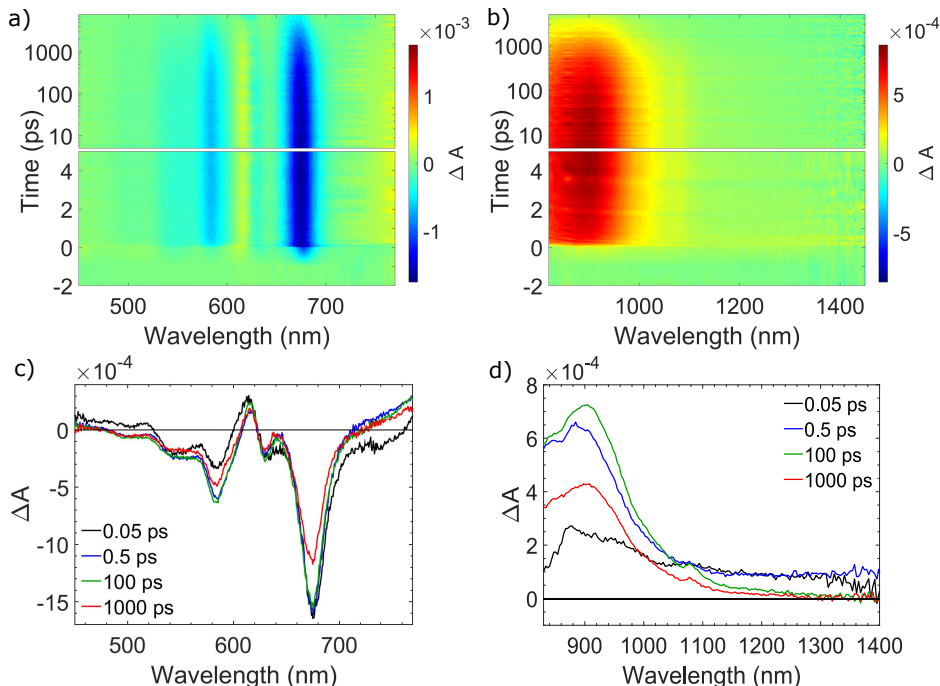 a)
×10⁻³
1000
100
10
4
2
0
-2
Time (ps)
500
600
700
Wavelength (nm)
1
0
-1
Δ A
b)
×10⁻⁴
1000
100
10
4
2
0
-2
Time (ps)
1000
1200
1400
Wavelength (nm)
5
0
-5
Δ A
c)
×10⁻⁴
0
-5
-10
-15
ΔA
0.05 ps
0.5 ps
100 ps
1000 ps
500
600
700
Wavelength (nm)
d)
×10⁻⁴
8
6
4
2
0
ΔA
0.05 ps
0.5 ps
100 ps
1000 ps
900 1000 1100 1200 1300 1400
Wavelength (nm)